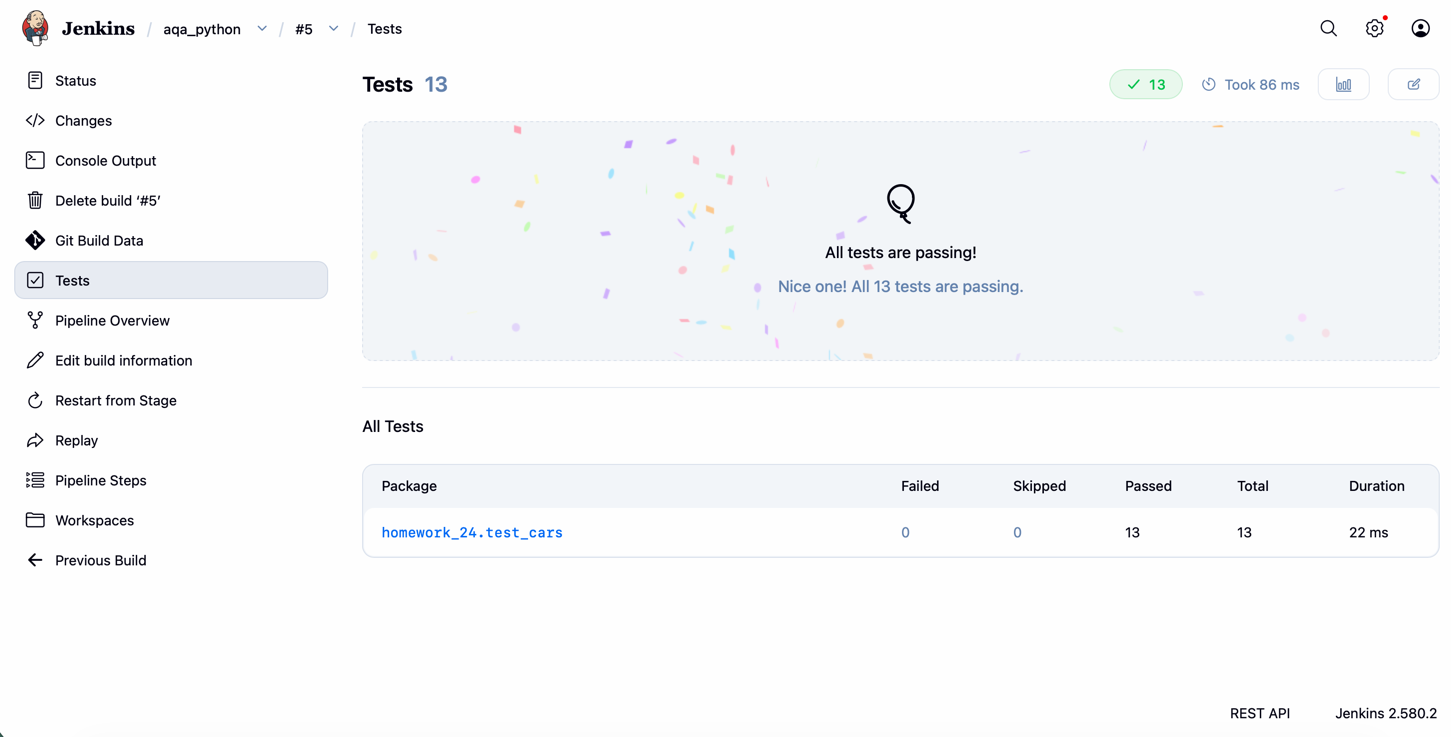 Jenkins / aqa_python / #5 / Tests
Status
Changes
Console Output
Delete build ‘#5’
Git Build Data
Tests
Pipeline Overview
Edit build information
Restart from Stage
Replay
Pipeline Steps
Workspaces
Previous Build
Tests 13
13 Took 86 ms
All tests are passing!
Nice one! All 13 tests are passing.
All Tests
Package Failed Skipped Passed Total Duration
homework_24.test_cars 0 0 13 13 22 ms
REST API Jenkins 2.580.2